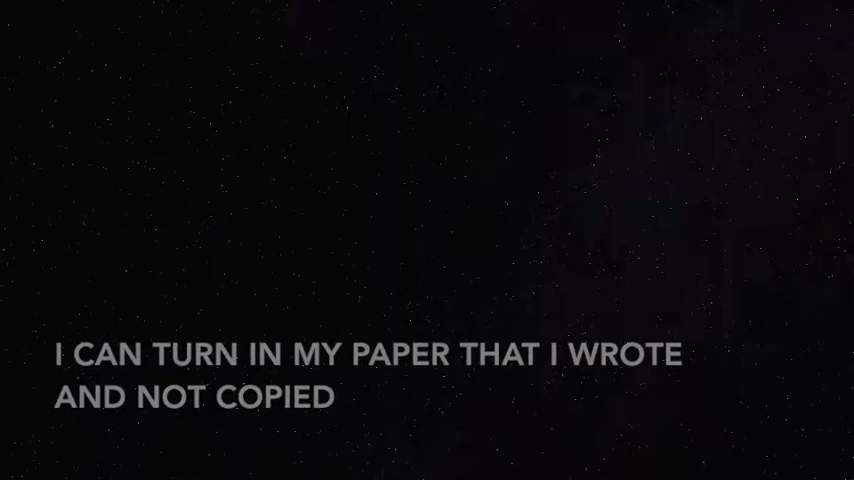 I CAN TURN IN MY PAPER THAT I WROTE
AND NOT COPIED